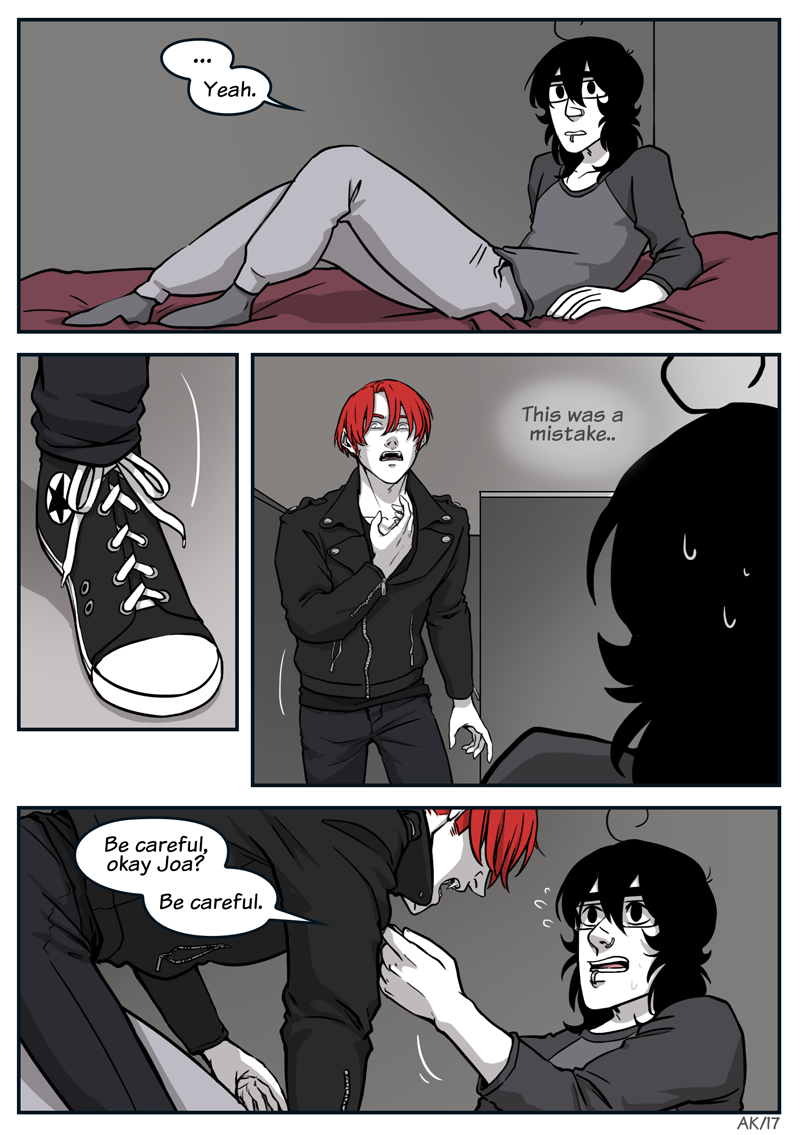 ...
Yeah.
This was a
mistake..
Be careful,
okay Joa?
Be careful.
AK/17